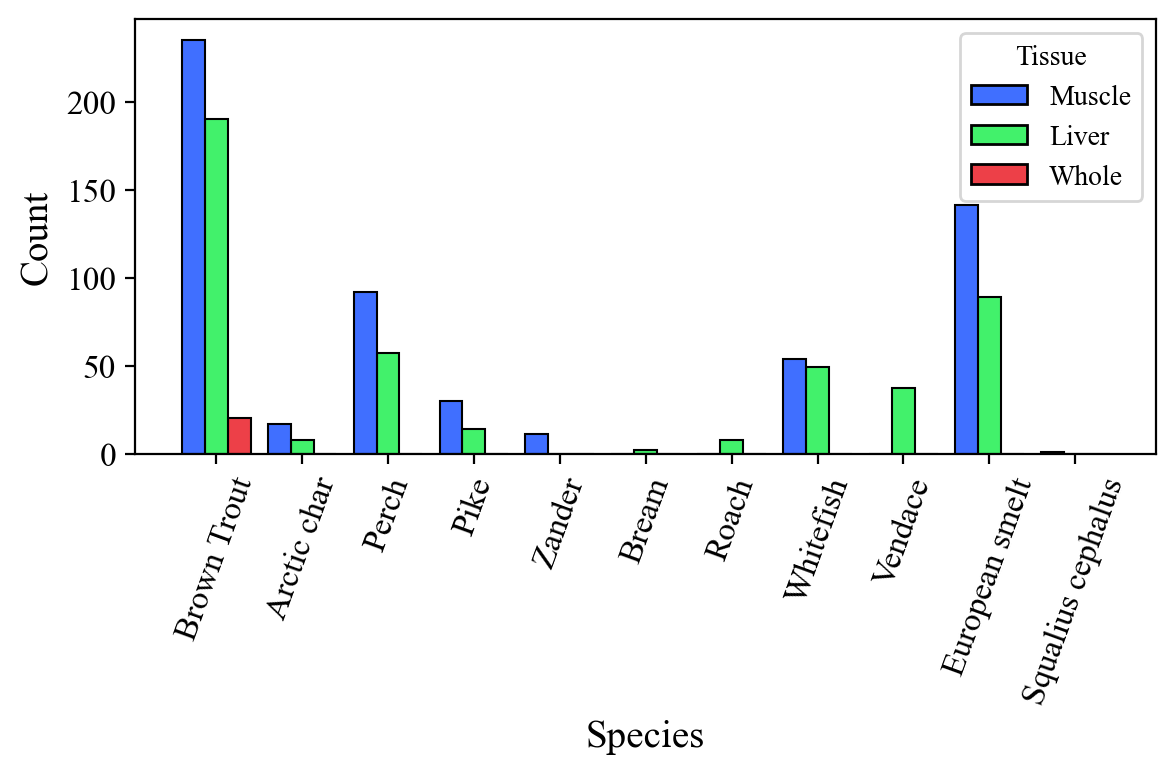 Tissue
Muscle
Liver
Whole
Count
200
150
100
50
0
Brown Trout
Arctic char
Perch
Pike
Zander
Bream
Roach
Whitefish
Vendace
European smelt
Squalius cephalus
Species